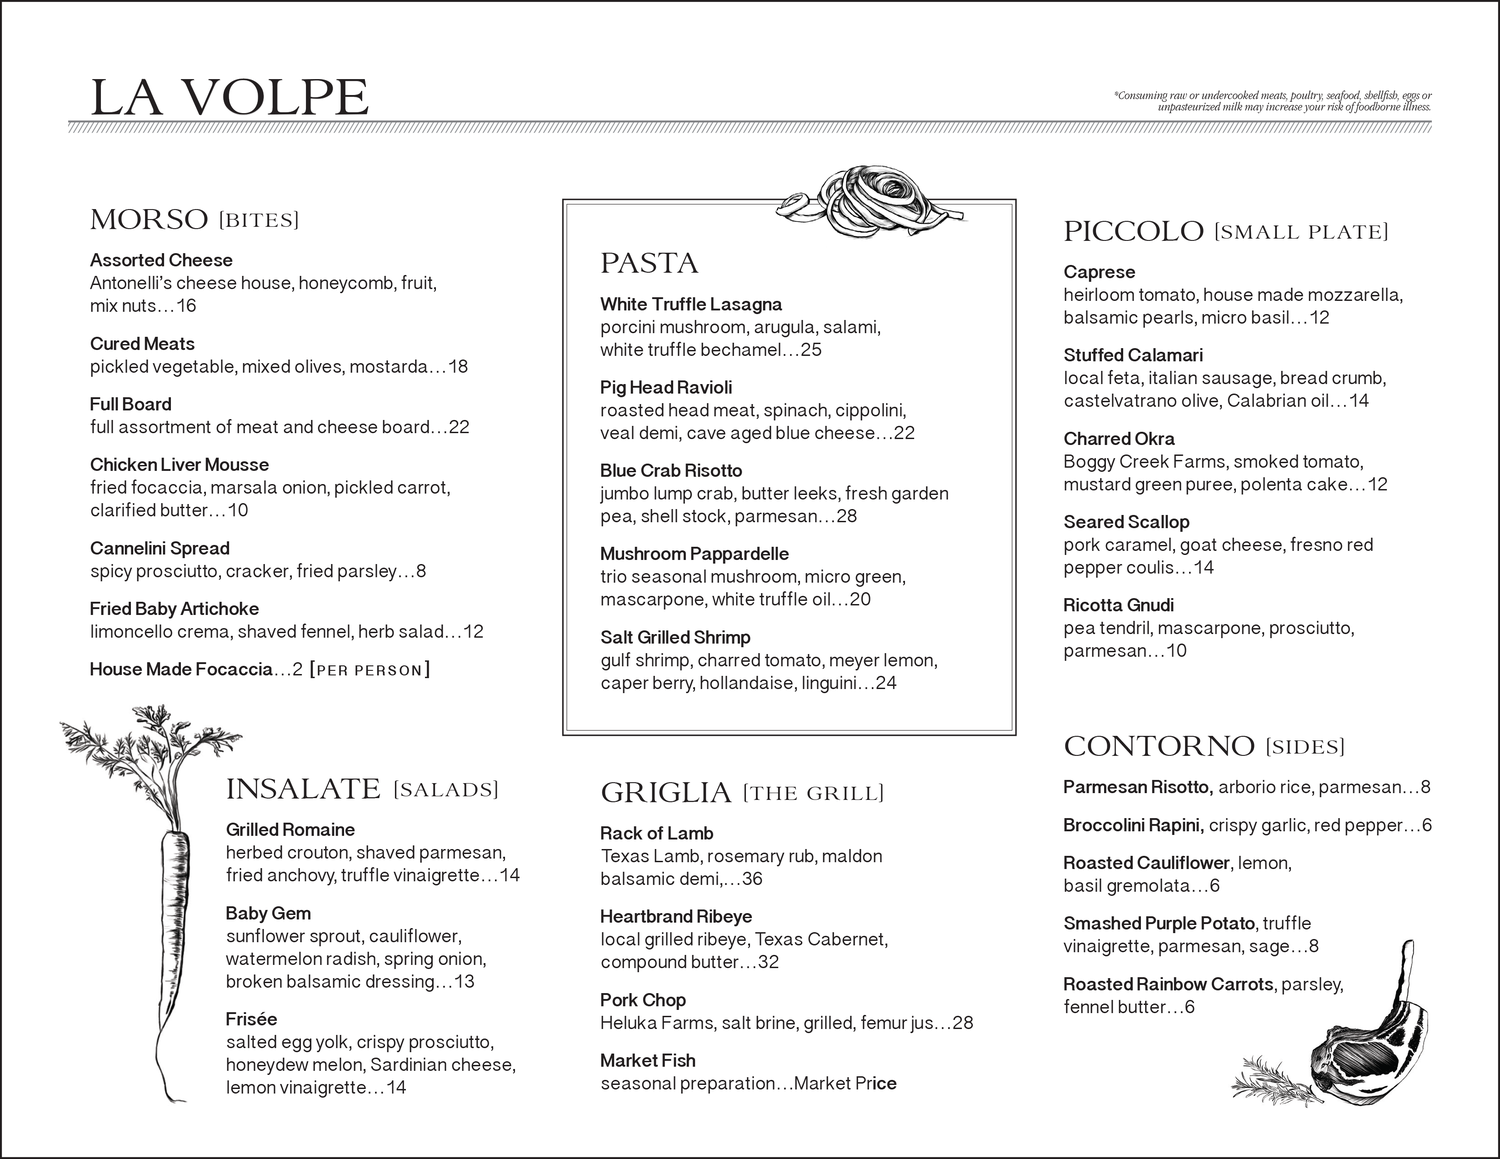 LA VOLPE
*Consuming raw or undercooked meats, poultry, seafood, shellfish, eggs or
unpasteurized milk may increase your risk of foodborne illness.
MORSO [BITES]
Assorted Cheese
Antonelli's cheese house, honeycomb, fruit,
mix nuts...16
Cured Meats
pickled vegetable, mixed olives, mostarda...18
Full Board
full assortment of meat and cheese board...22
Chicken Liver Mousse
fried focaccia, marsala onion, pickled carrot,
clarified butter...10
Cannelini Spread
spicy prosciutto, cracker, fried parsley...8
Fried Baby Artichoke
limoncello crema, shaved fennel, herb salad...12
House Made Focaccia...2 [PER PERSON]
INSALATE [SALADS]
Grilled Romaine
herbed crouton, shaved parmesan,
fried anchovy, truffle vinaigrette...14
Baby Gem
sunflower sprout, cauliflower,
watermelon radish, spring onion,
broken balsamic dressing...13
Frisée
salted egg yolk, crispy prosciutto,
honeydew melon, Sardinian cheese,
lemon vinaigrette...14
PASTA
White Truffle Lasagna
porcini mushroom, arugula, salami,
white truffle bechamel...25
Pig Head Ravioli
roasted head meat, spinach, cippolini,
veal demi, cave aged blue cheese...22
Blue Crab Risotto
jumbo lump crab, butter leeks, fresh garden
pea, shell stock, parmesan...28
Mushroom Pappardelle
trio seasonal mushroom, micro green,
mascarpone, white truffle oil...20
Salt Grilled Shrimp
gulf shrimp, charred tomato, meyer lemon,
caper berry, hollandaise, linguini...24
GRIGLIA [THE GRILL]
Rack of Lamb
Texas Lamb, rosemary rub, maldon
balsamic demi,...36
Heartbrand Ribeye
local grilled ribeye, Texas Cabernet,
compound butter...32
Pork Chop
Heluka Farms, salt brine, grilled, femur jus...28
Market Fish
seasonal preparation...Market Price
PICCOLO [SMALL PLATE]
Caprese
heirloom tomato, house made mozzarella,
balsamic pearls, micro basil...12
Stuffed Calamari
local feta, italian sausage, bread crumb,
castelvatrano olive, Calabrian oil...14
Charred Okra
Boggy Creek Farms, smoked tomato,
mustard green puree, polenta cake...12
Seared Scallop
pork caramel, goat cheese, fresno red
pepper coulis...14
Ricotta Gnudi
pea tendril, mascarpone, prosciutto,
parmesan...10
CONTORNO [SIDES]
Parmesan Risotto, arborio rice, parmesan...8
Broccolini Rapini, crispy garlic, red pepper...6
Roasted Cauliflower, lemon,
basil gremolata...6
Smashed Purple Potato, truffle
vinaigrette, parmesan, sage...8
Roasted Rainbow Carrots, parsley,
fennel butter...6